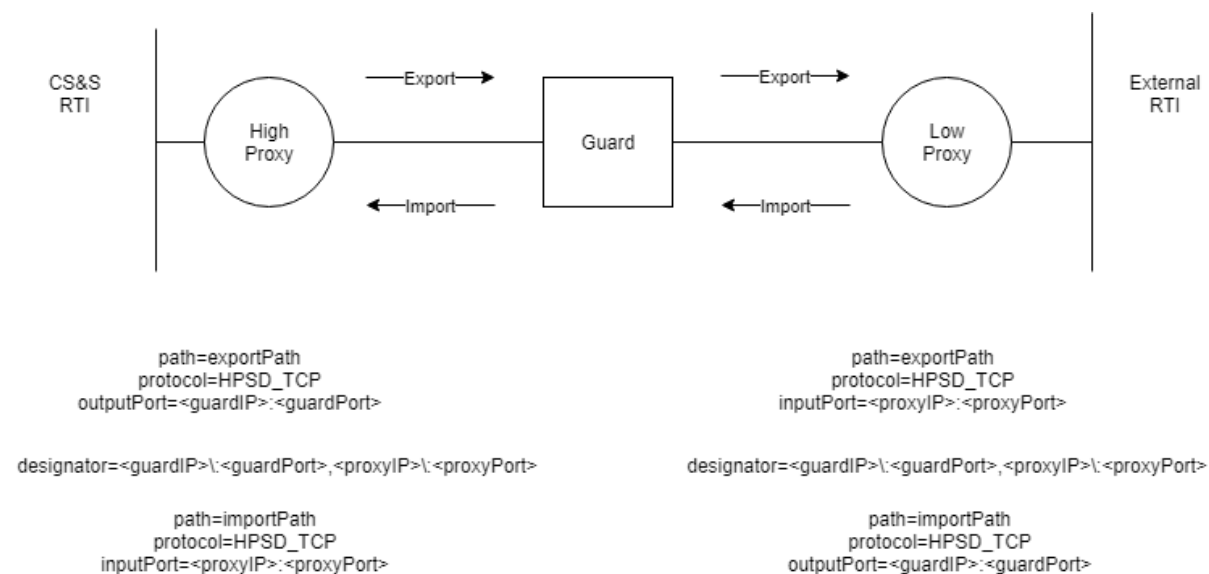 CS&S
RTI
High
Proxy
Export
Import
Guard
Export
Import
Low
Proxy
External
RTI
path=exportPath
protocol=HPSD_TCP
outputPort=<guardIP>:<guardPort>
designator=<guardIP>\:<guardPort>,<proxyIP>\:<proxyPort>
path=importPath
protocol=HPSD_TCP
inputPort=<proxyIP>:<proxyPort>
path=exportPath
protocol=HPSD_TCP
inputPort=<proxyIP>:<proxyPort>
designator=<guardIP>\:<guardPort>,<proxyIP>\:<proxyPort>
path=importPath
protocol=HPSD_TCP
outputPort=<guardIP>:<guardPort>